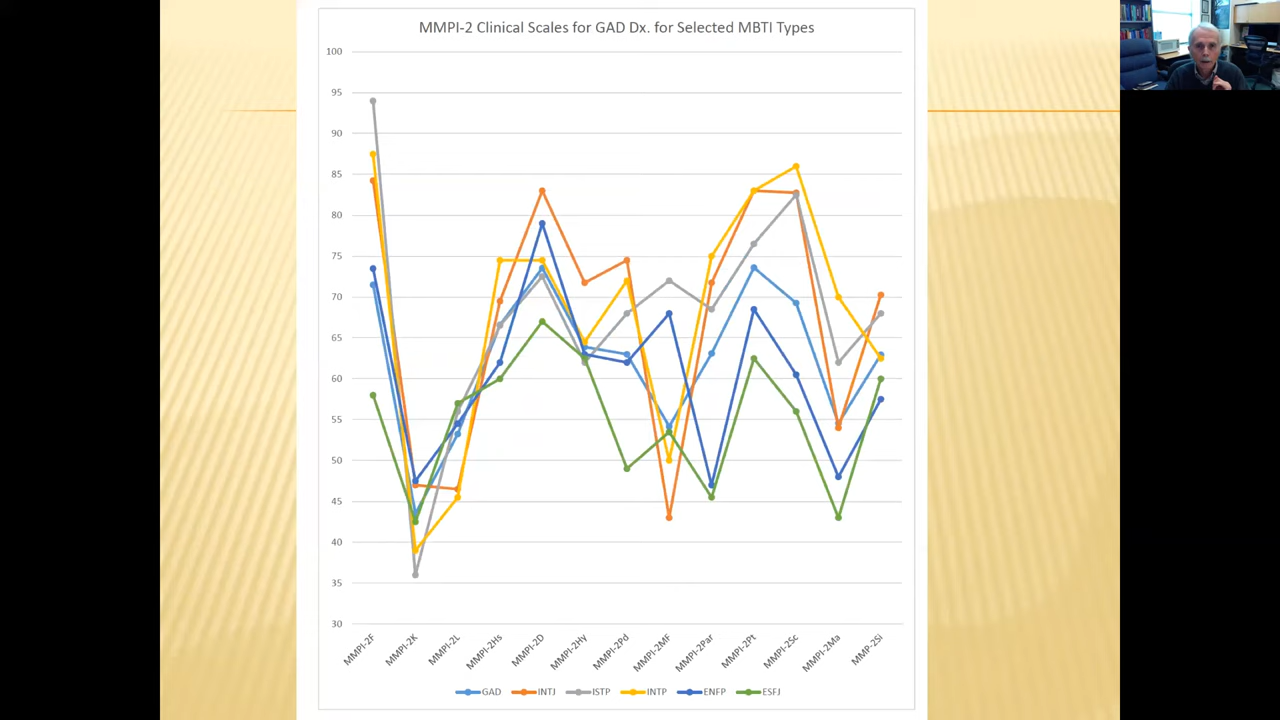 MMPI-2 Clinical Scales for GAD Dx. for Selected MBTI Types
100
95
90
85
80
75
70
65
60
55
50
45
40
35
30
MMPI-2F
MMPI-2K
MMPI-2L
MMPI-2Hs
MMPI-2D
MMPI-2Hy
MMPI-2Pd
MMPI-2MF
MMPI-2Par
MMPI-2Pt
MMPI-2Sc
MMPI-2Ma
MMP-2Si
GAD INTJ ISTP INTP ENFP ESFJ